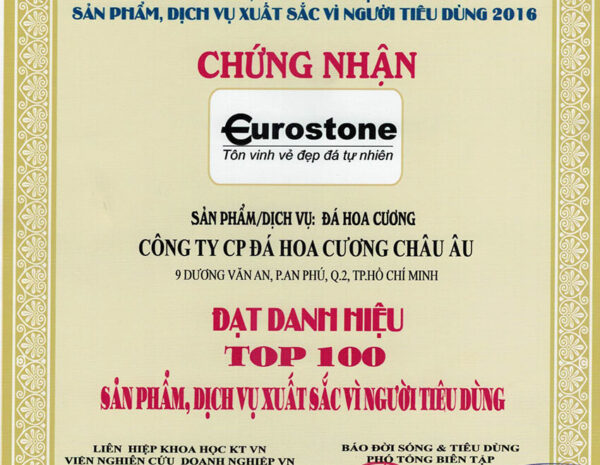 SẢN PHẨM, DỊCH VỤ XUẤT SẮC VÌ NGƯỜI TIÊU DÙNG 2016
CHỨNG NHẬN
Eurostone
Tôn vinh vẻ đẹp đá tự nhiên
SẢN PHẨM/DỊCH VỤ: ĐÁ HOA CƯƠNG
CÔNG TY CP ĐÁ HOA CƯƠNG CHÂU ÂU
9 DƯƠNG VĂN AN, P.AN PHÚ, Q.2, TP.HỒ CHÍ MINH
ĐẠT DANH HIỆU
TOP 100
SẢN PHẨM, DỊCH VỤ XUẤT SẮC VÌ NGƯỜI TIÊU DÙNG
LIÊN HIỆP KHOA HỌC KT VN
BÁO ĐỜI SỐNG & TIÊU DÙNG
VIỆN NGHIÊN CỨU DOANH NGHIỆP VN
PHÓ TỔNG BIÊN TẬP